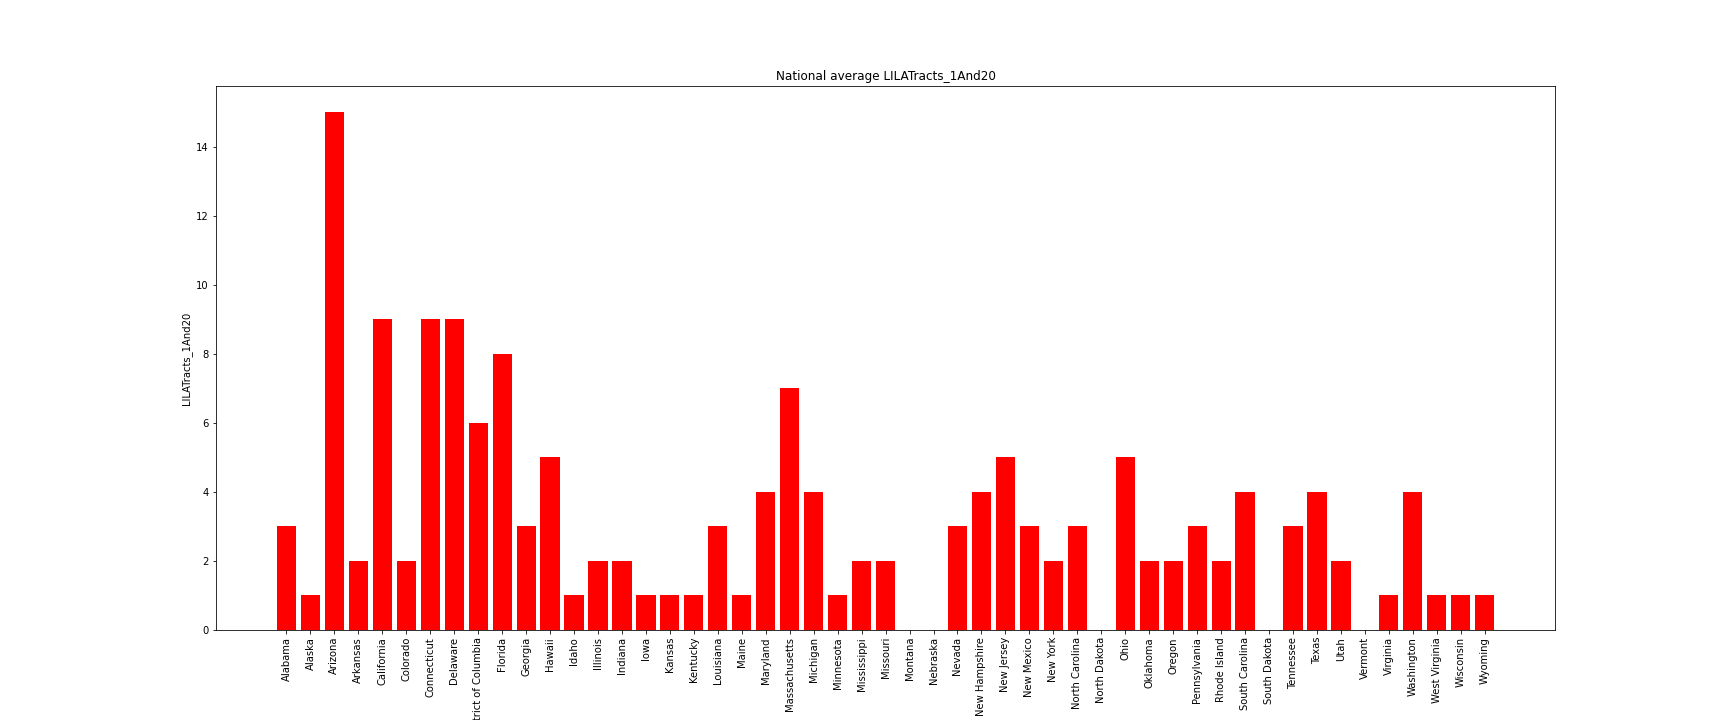 National average LILATracts_1And20
LILATracts_1And20
14
12
10
8
6
4
2
0
Alabama
Alaska
Arizona
Arkansas
California
Colorado
Connecticut
Delaware
trict of Columbia
Florida
Georgia
Hawaii
Idaho
Illinois
Indiana
Iowa
Kansas
Kentucky
Louisiana
Maine
Maryland
Massachusetts
Michigan
Minnesota
Mississippi
Missouri
Montana
Nebraska
Nevada
New Hampshire
New Jersey
New Mexico
New York
North Carolina
North Dakota
Ohio
Oklahoma
Oregon
Pennsylvania
Rhode Island
South Carolina
South Dakota
Tennessee
Texas
Utah
Vermont
Virginia
Washington
West Virginia
Wisconsin
Wyoming